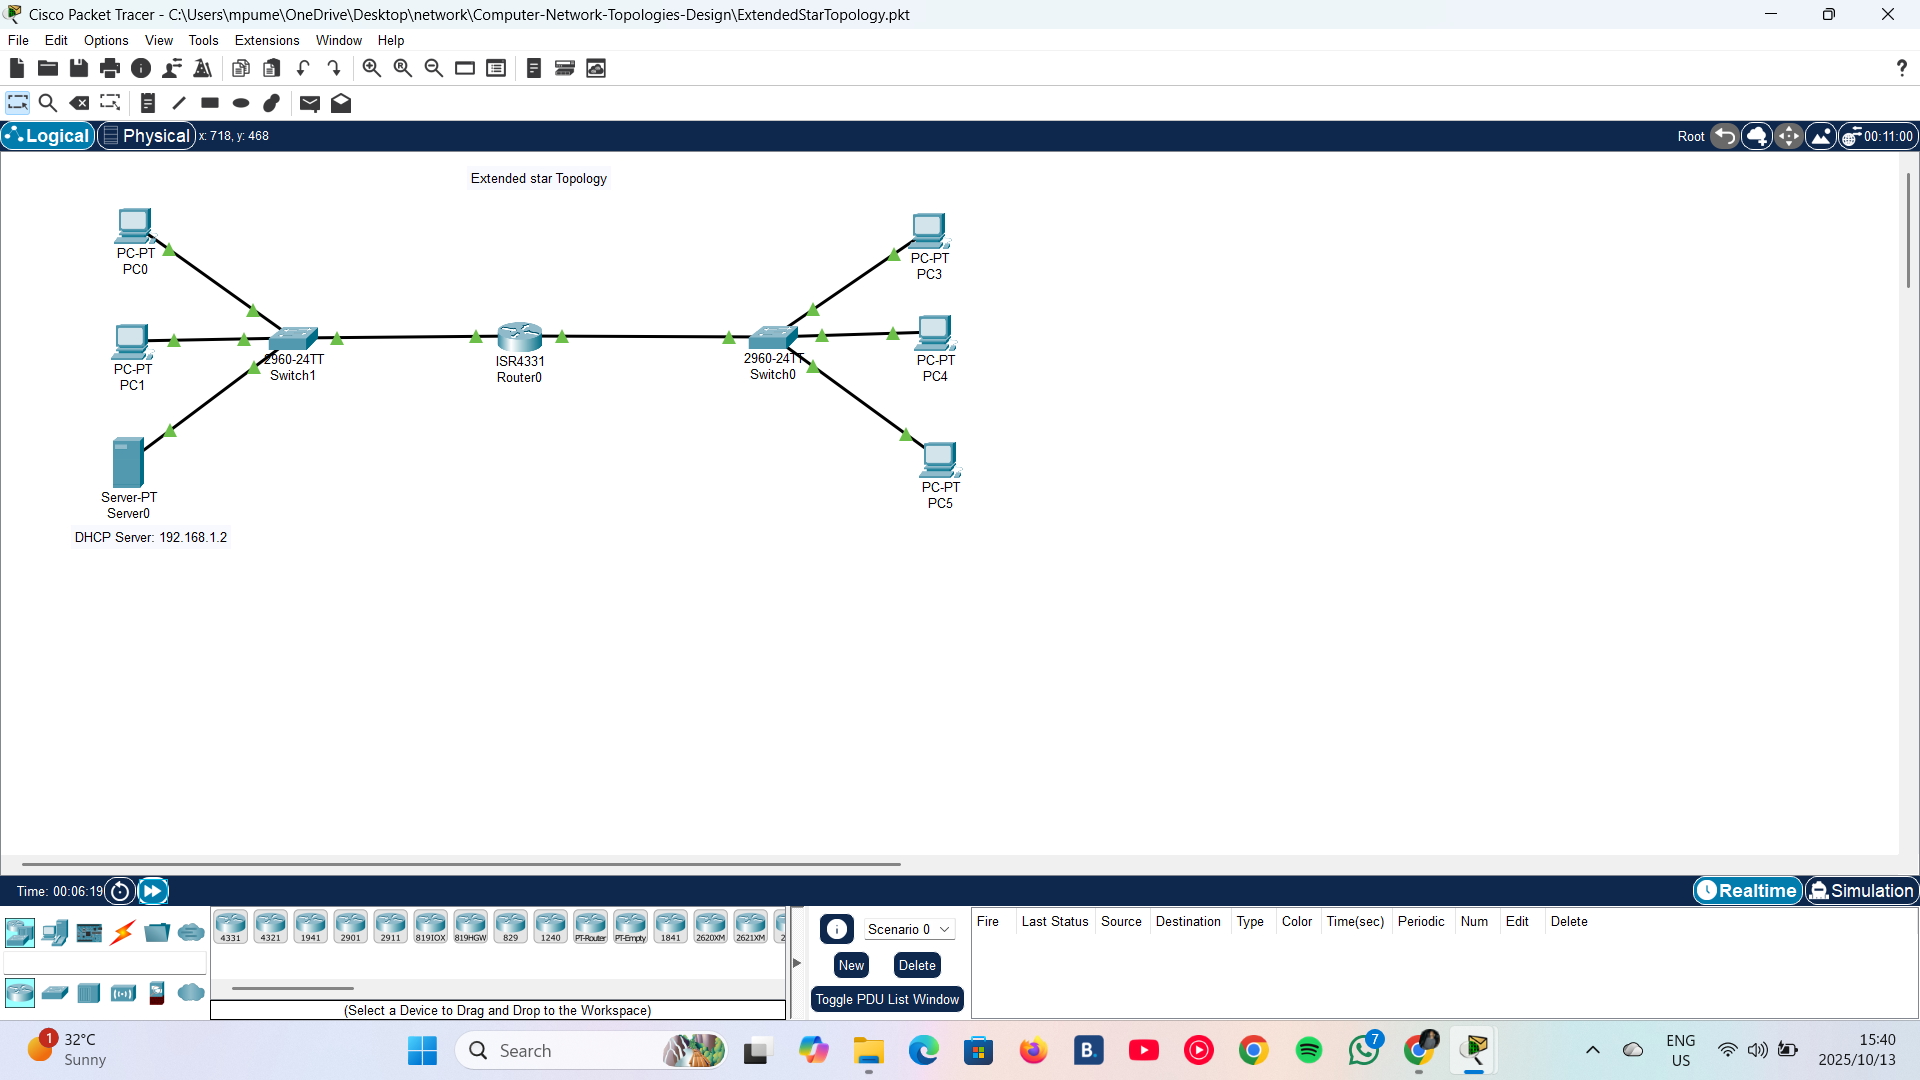 Cisco Packet Tracer - C:\Users\mpume\OneDrive\Desktop\network\Computer-Network-Topologies-Design\ExtendedStarTopology.pkt
File Edit Options View Tools Extensions Window Help
?
Logical Physical x: 718, y: 468 Root 00:11:00
Extended star Topology
PC-PT
PC0
PC-PT
PC1
Server-PT
Server0
DHCP Server: 192.168.1.2
2960-24TT
Switch1
ISR4331
Router0
2960-24TT
Switch0
PC-PT
PC3
PC-PT
PC4
PC-PT
PC5
Time: 00:06:19 Realtime Simulation
4331 4321 1941 2901 2911 819IOX 819HGW 829 1240 PT-Router PT-Empty 1841 2620XM 2621XM 2
(Select a Device to Drag and Drop to the Workspace)
Scenario 0
New Delete
Toggle PDU List Window
Fire Last Status Source Destination Type Color Time(sec) Periodic Num Edit Delete
1 32°C
Sunny
Search
B.
7
ENG
US
15:40
2025/10/13